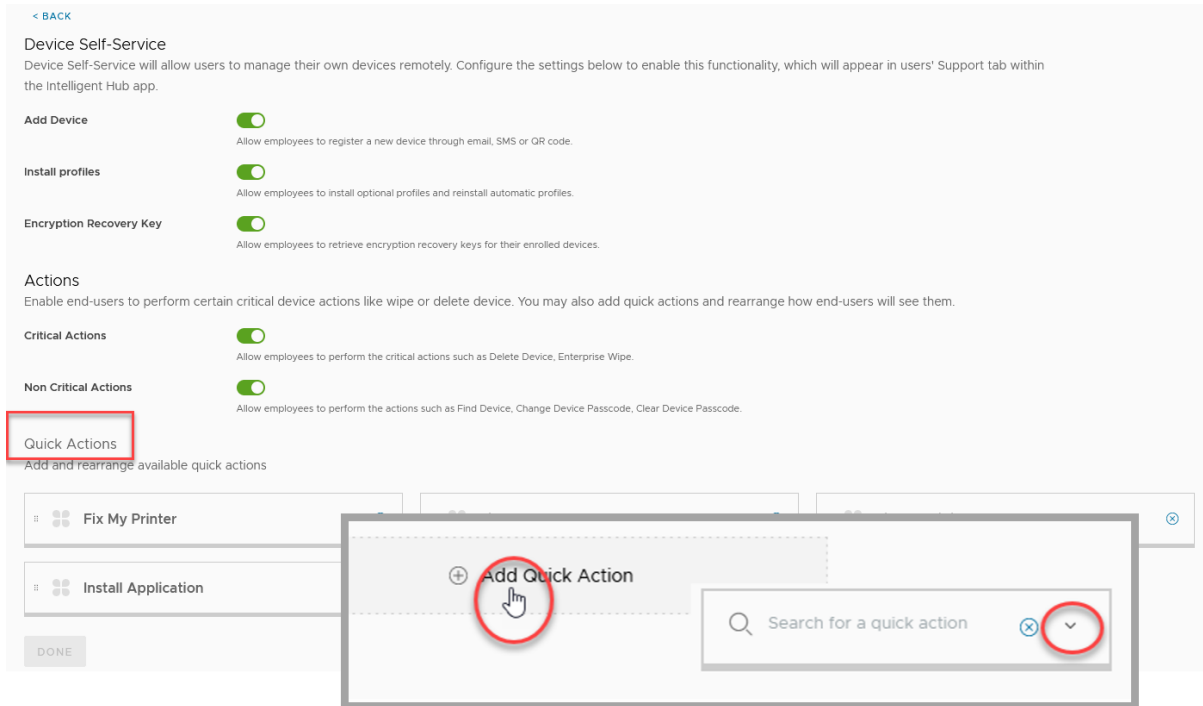 < BACK
Device Self-Service
Device Self-Service will allow users to manage their own devices remotely. Configure the settings below to enable this functionality, which will appear in users' Support tab within
the Intelligent Hub app.
Add Device
Allow employees to register a new device through email, SMS or QR code.
Install profiles
Allow employees to install optional profiles and reinstall automatic profiles.
Encryption Recovery Key
Allow employees to retrieve encryption recovery keys for their enrolled devices.
Actions
Enable end-users to perform certain critical device actions like wipe or delete device. You may also add quick actions and rearrange how end-users will see them.
Critical Actions
Allow employees to perform the critical actions such as Delete Device, Enterprise Wipe.
Non Critical Actions
Allow employees to perform the actions such as Find Device, Change Device Passcode, Clear Device Passcode.
Quick Actions
Add and rearrange available quick actions
Fix My Printer
Install Application
Add Quick Action
Search for a quick action
DONE